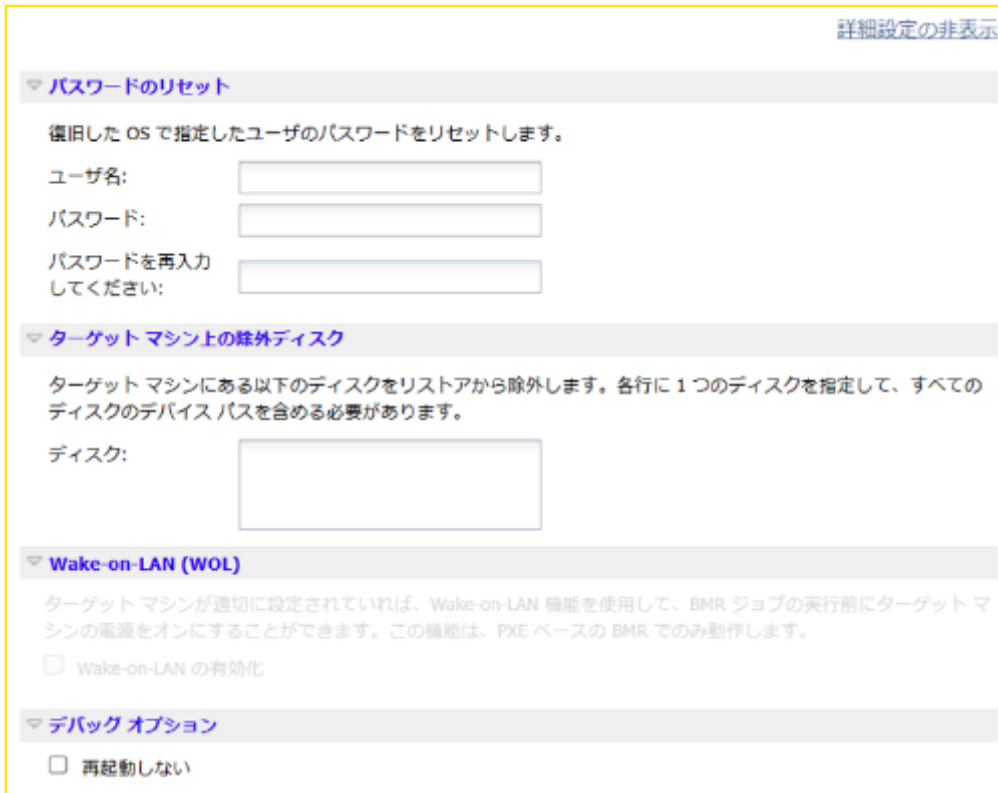 詳細設定の非表示
パスワードのリセット
復旧した OS で指定したユーザのパスワードをリセットします。
ユーザ名:
パスワード:
パスワードを再入力
してください:
ターゲット マシン上の除外ディスク
ターゲット マシンにある以下のディスクをリストアから除外します。各行に 1 つのディスクを指定して、すべての
ディスクのデバイス パスを含める必要があります。
ディスク:
Wake-on-LAN (WOL)
ターゲット マシンが適切に設定されていれば、Wake-on-LAN 機能を使用して、BMR ジョブの実行前にターゲット マ
シンの電源をオンにすることができます。この機能は、PXE ベースの BMR でのみ動作します。
Wake-on-LAN の有効化
デバッグ オプション
再起動しない